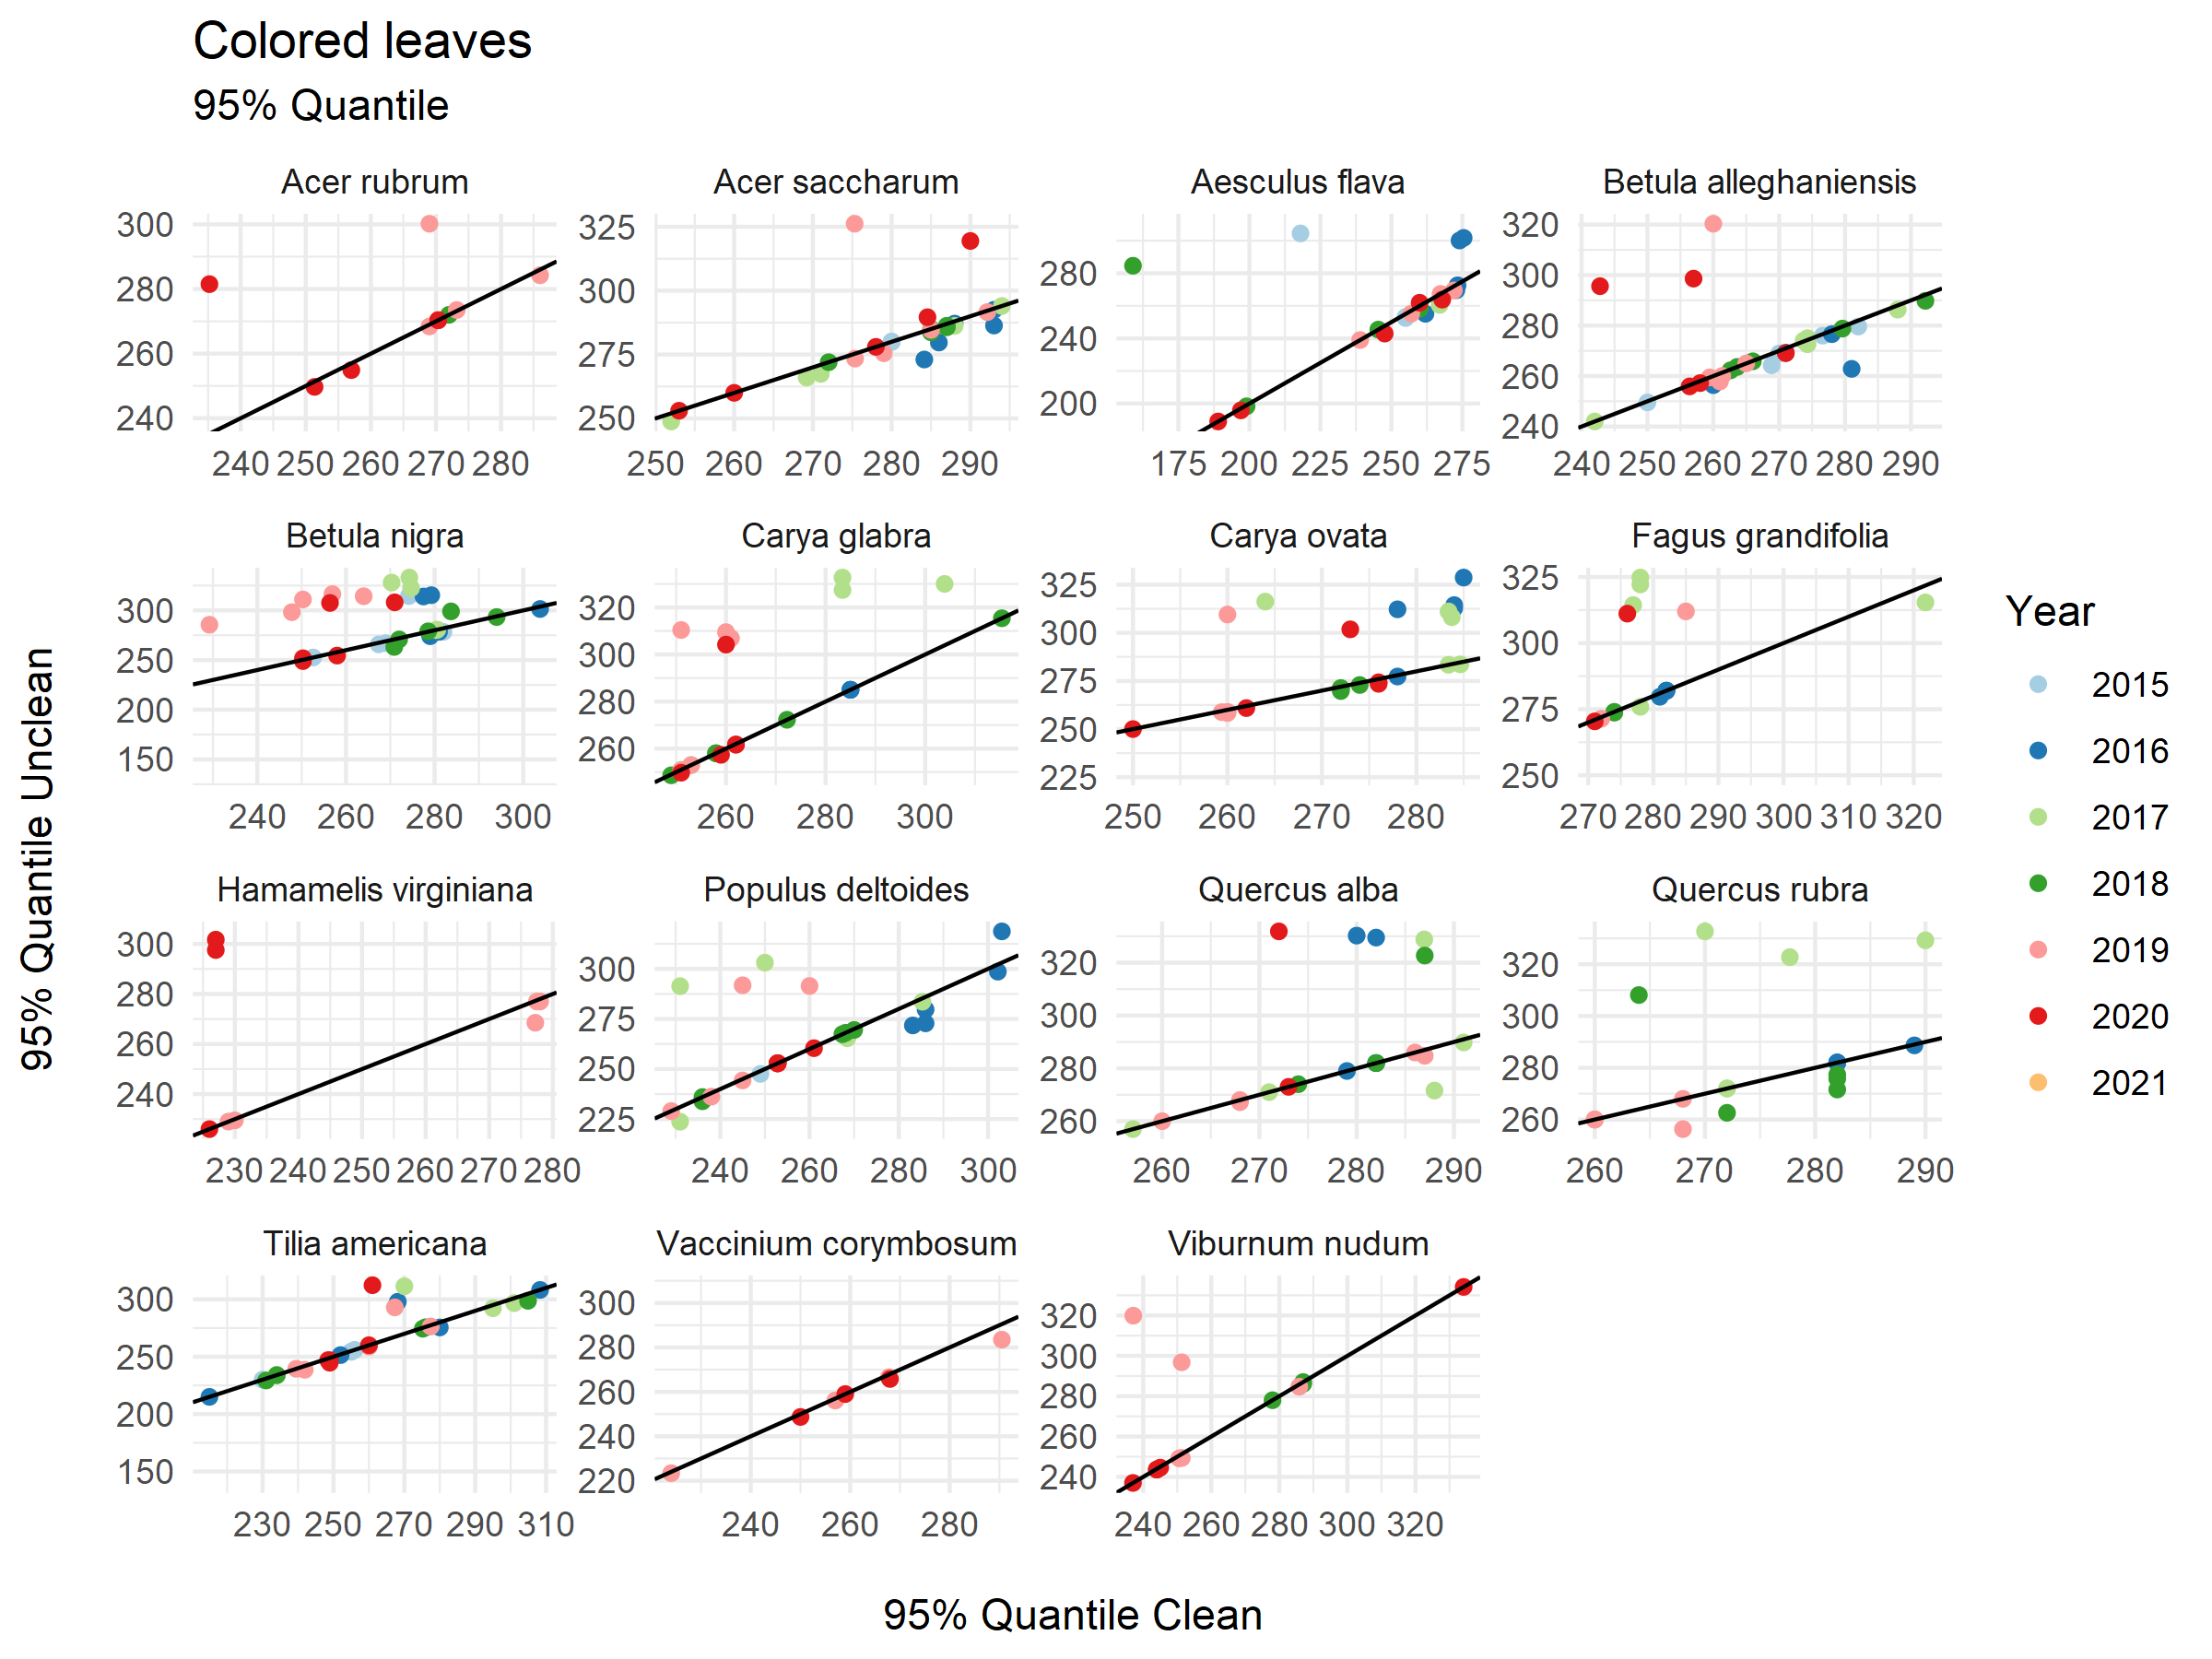 Colored leaves
95% Quantile
Acer rubrum
Acer saccharum
Aesculus flava
Betula alleghaniensis
300
280
260
240
240 250 260 270 280
325
300
275
250
250 260 270 280 290
280
240
200
175 200 225 250 275
320
300
280
260
240
240 250 260 270 280 290
Betula nigra
Carya glabra
Carya ovata
Fagus grandifolia
300
250
200
150
240 260 280 300
320
300
280
260
260 280 300
325
300
275
250
225
250 260 270 280
325
300
275
250
270 280 290 300 310 320
Hamamelis virginiana
Populus deltoides
Quercus alba
Quercus rubra
300
280
260
240
230 240 250 260 270 280
300
275
250
225
240 260 280 300
320
300
280
260
260 270 280 290
320
300
280
260
260 270 280 290
Tilia americana
Vaccinium corymbosum
Viburnum nudum
300
250
200
150
230 250 270 290 310
300
280
260
240
220
240 260 280
320
300
280
260
240
240 260 280 300 320
95% Quantile Unclean
95% Quantile Clean
Year
2015
2016
2017
2018
2019
2020
2021